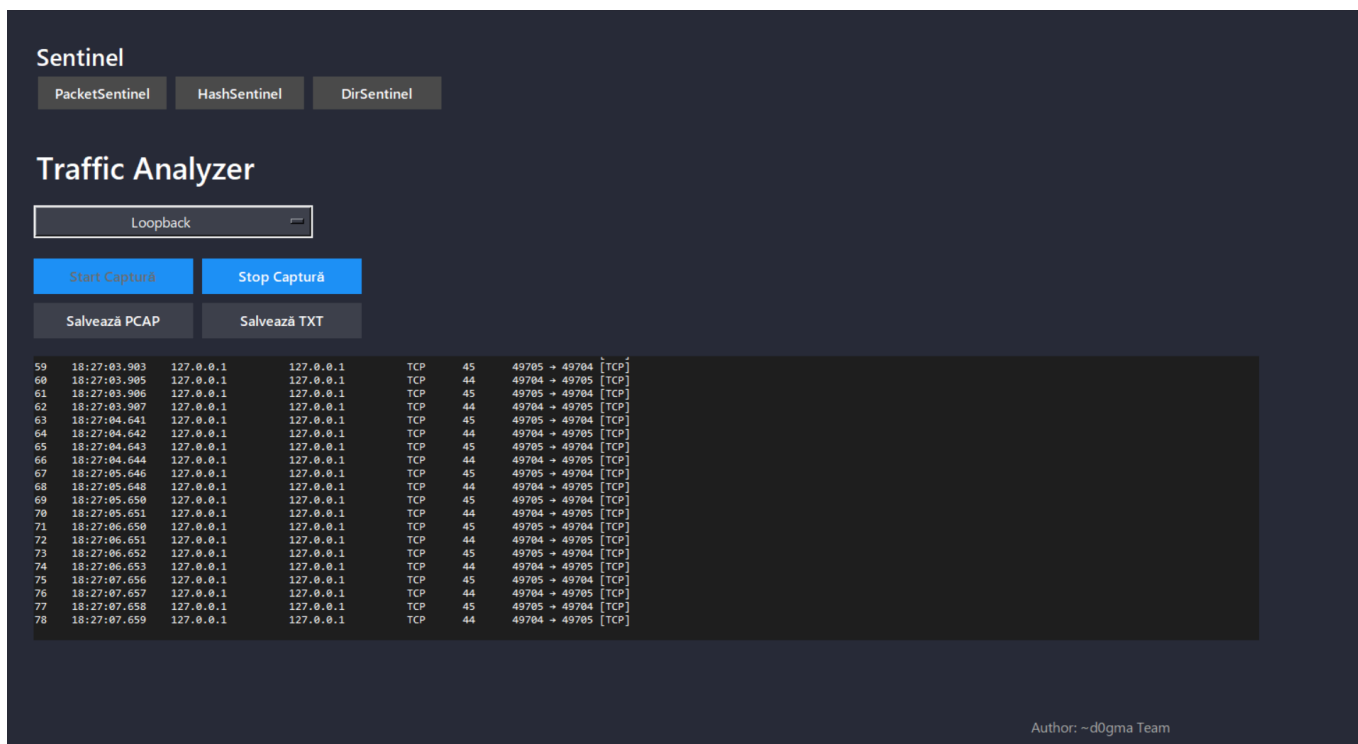 Sentinel
PacketSentinel HashSentinel DirSentinel
Traffic Analyzer
Loopback
Start Captură Stop Captură
Salvează PCAP Salvează TXT
59 18:27:03.903 127.0.0.1 127.0.0.1 TCP 45 49705 → 49704 [TCP]
60 18:27:03.905 127.0.0.1 127.0.0.1 TCP 44 49704 → 49705 [TCP]
61 18:27:03.906 127.0.0.1 127.0.0.1 TCP 45 49705 → 49704 [TCP]
62 18:27:03.907 127.0.0.1 127.0.0.1 TCP 44 49704 → 49705 [TCP]
63 18:27:04.641 127.0.0.1 127.0.0.1 TCP 45 49705 → 49704 [TCP]
64 18:27:04.642 127.0.0.1 127.0.0.1 TCP 44 49704 → 49705 [TCP]
65 18:27:04.643 127.0.0.1 127.0.0.1 TCP 45 49705 → 49704 [TCP]
66 18:27:04.644 127.0.0.1 127.0.0.1 TCP 44 49704 → 49705 [TCP]
67 18:27:05.646 127.0.0.1 127.0.0.1 TCP 45 49705 → 49704 [TCP]
68 18:27:05.648 127.0.0.1 127.0.0.1 TCP 44 49704 → 49705 [TCP]
69 18:27:05.650 127.0.0.1 127.0.0.1 TCP 45 49705 → 49704 [TCP]
70 18:27:05.651 127.0.0.1 127.0.0.1 TCP 44 49704 → 49705 [TCP]
71 18:27:06.650 127.0.0.1 127.0.0.1 TCP 45 49705 → 49704 [TCP]
72 18:27:06.651 127.0.0.1 127.0.0.1 TCP 44 49704 → 49705 [TCP]
73 18:27:06.652 127.0.0.1 127.0.0.1 TCP 45 49705 → 49704 [TCP]
74 18:27:06.653 127.0.0.1 127.0.0.1 TCP 44 49704 → 49705 [TCP]
75 18:27:07.656 127.0.0.1 127.0.0.1 TCP 45 49705 → 49704 [TCP]
76 18:27:07.657 127.0.0.1 127.0.0.1 TCP 44 49704 → 49705 [TCP]
77 18:27:07.658 127.0.0.1 127.0.0.1 TCP 45 49705 → 49704 [TCP]
78 18:27:07.659 127.0.0.1 127.0.0.1 TCP 44 49704 → 49705 [TCP]
Author: ~d0gma Team